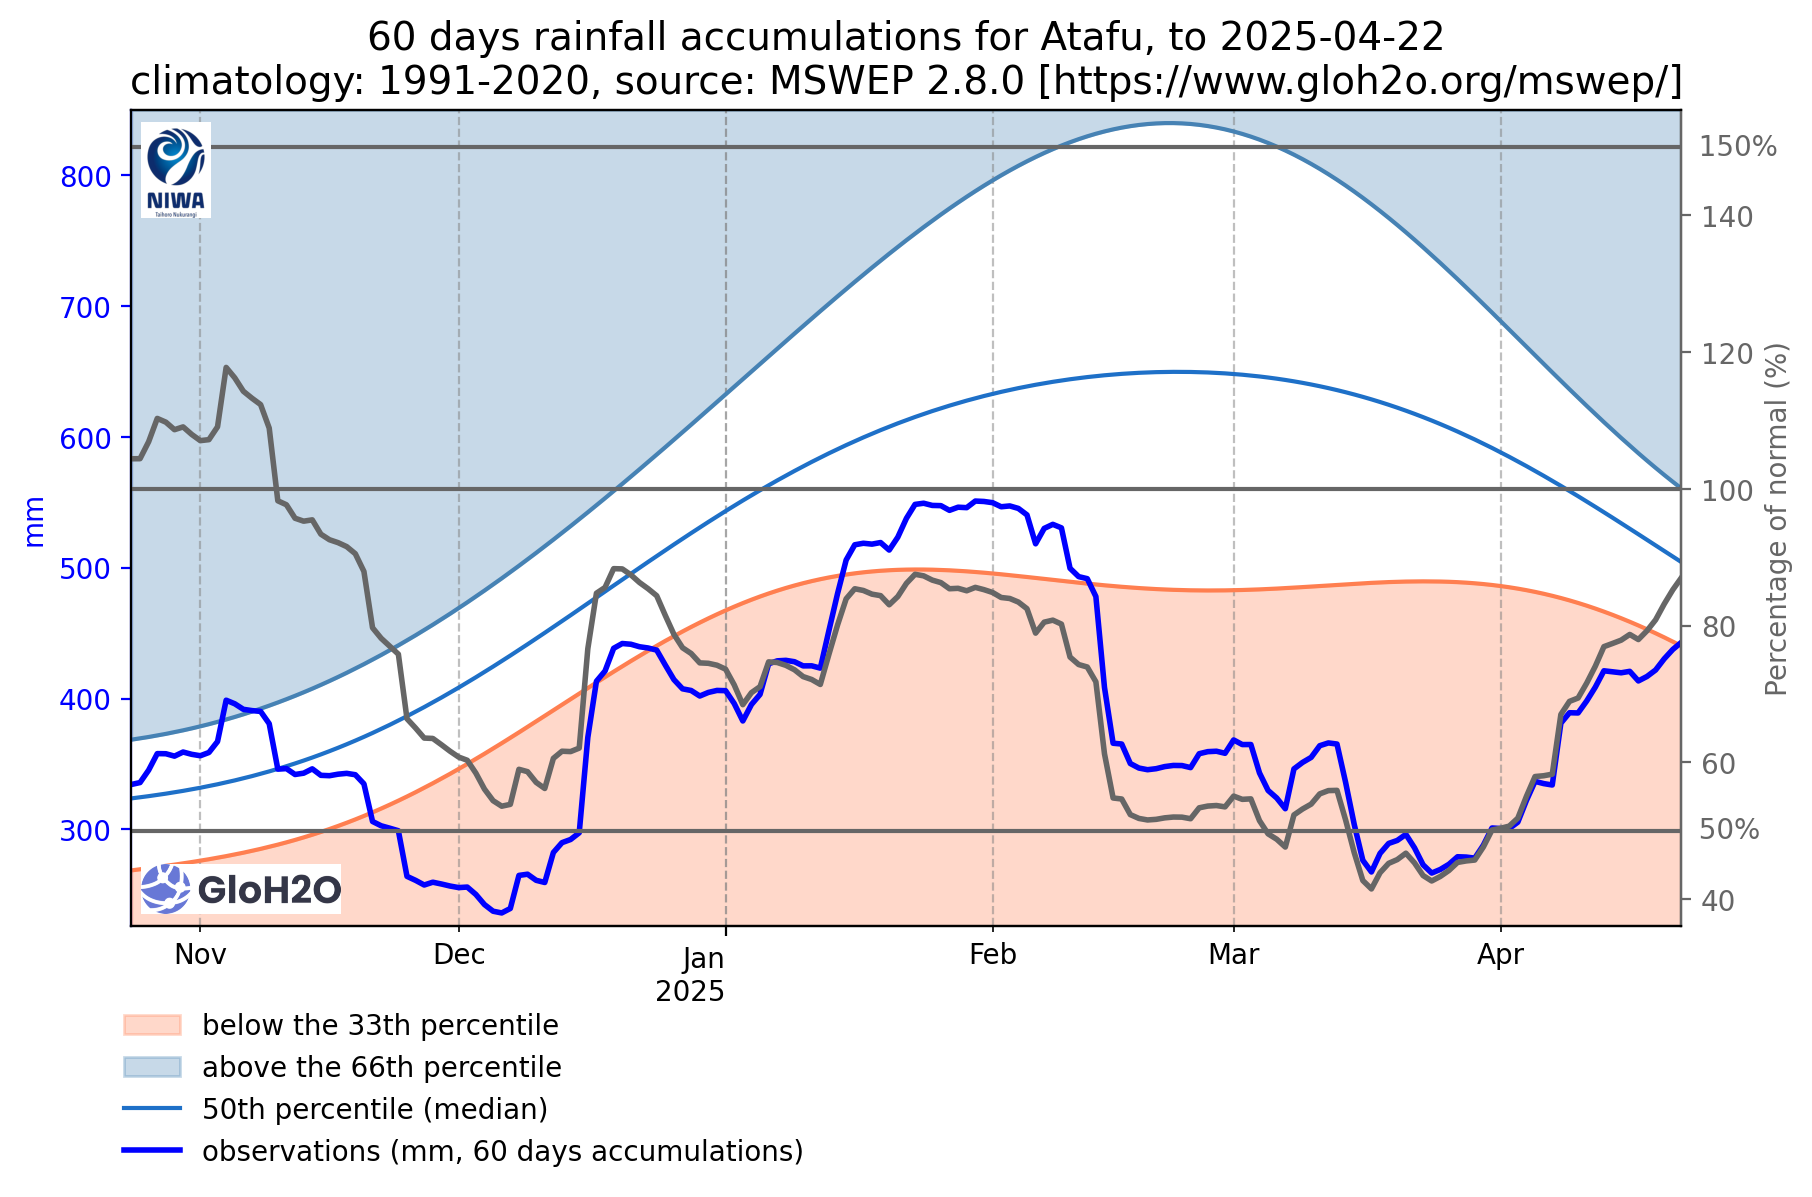 60 days rainfall accumulations for Atafu, to 2025-04-22
climatology: 1991-2020, source: MSWEP 2.8.0 [https://www.gloh2o.org/mswep/]
NIWA
Taihoro Nukurangi
800
700
600
500
400
300
mm
150%
140
120
100
80
60
50%
40
Percentage of normal (%)
GloH2O
Nov
Dec
Jan
2025
Feb
Mar
Apr
below the 33th percentile
above the 66th percentile
50th percentile (median)
observations (mm, 60 days accumulations)